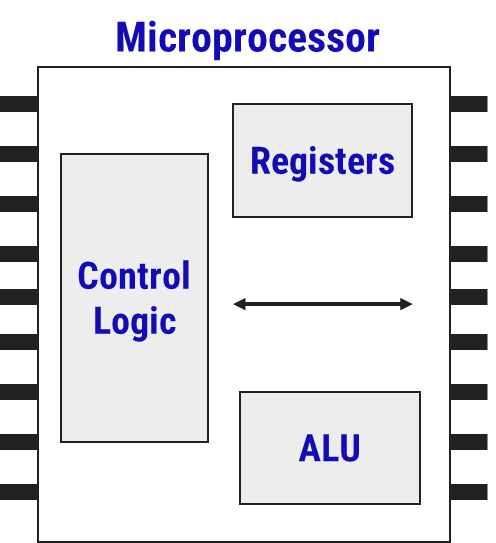 Microprocessor
Registers
Control
Logic
ALU